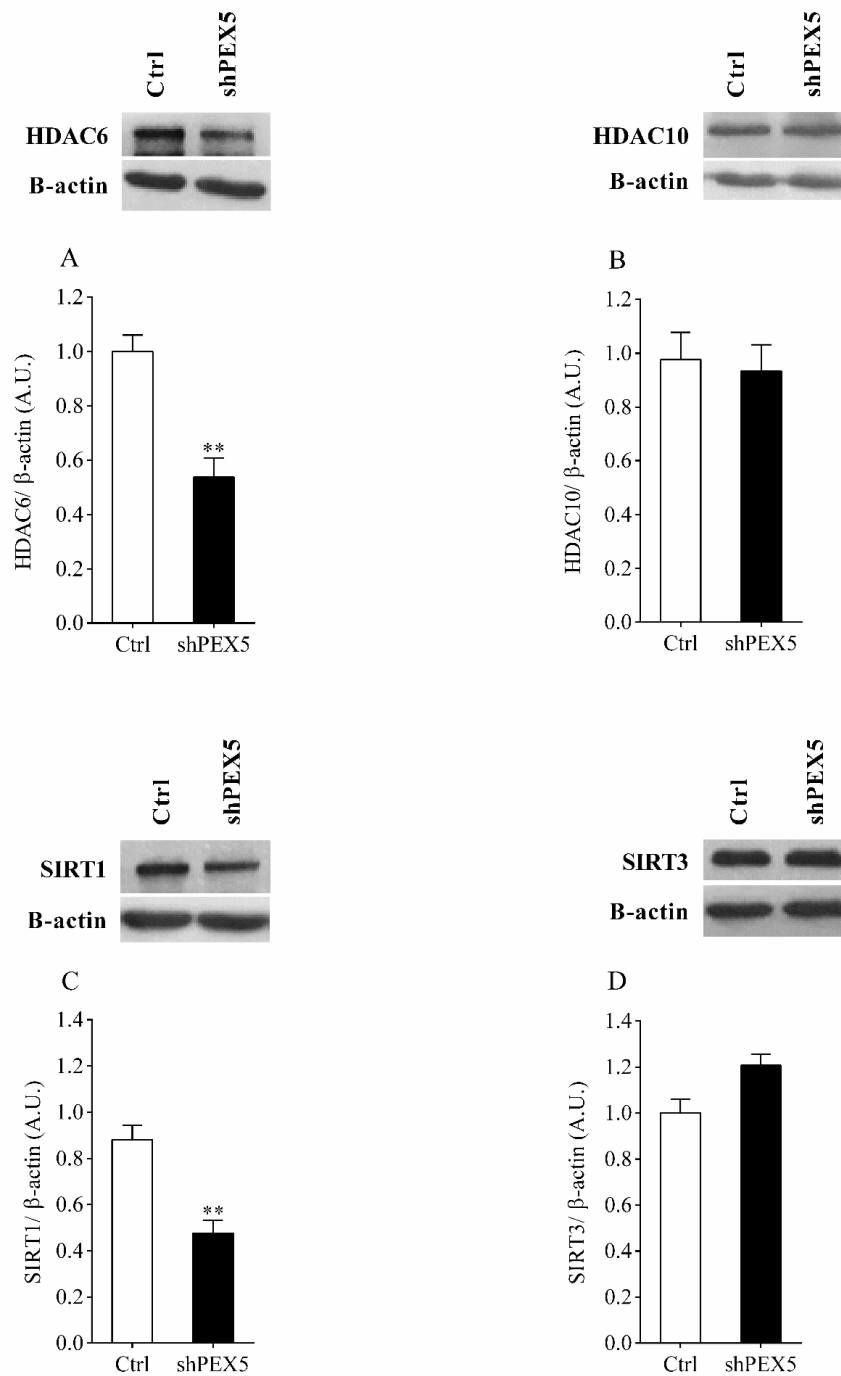 Ctrl
shPEX5
HDAC6
B-actin
A
HDAC6/ β-actin (A.U.)
1.2
1.0
0.8
0.6
0.4
0.2
0.0
**
Ctrl
shPEX5
Ctrl
shPEX5
HDAC10
B-actin
B
HDAC10/ β-actin (A.U.)
1.2
1.0
0.8
0.6
0.4
0.2
0.0
Ctrl
shPEX5
Ctrl
shPEX5
SIRT1
B-actin
C
SIRT1/ β-actin (A.U.)
1.4
1.2
1.0
0.8
0.6
0.4
0.2
0.0
**
Ctrl
shPEX5
Ctrl
shPEX5
SIRT3
B-actin
D
SIRT3/ β-actin (A.U.)
1.4
1.2
1.0
0.8
0.6
0.4
0.2
0.0
Ctrl
shPEX5